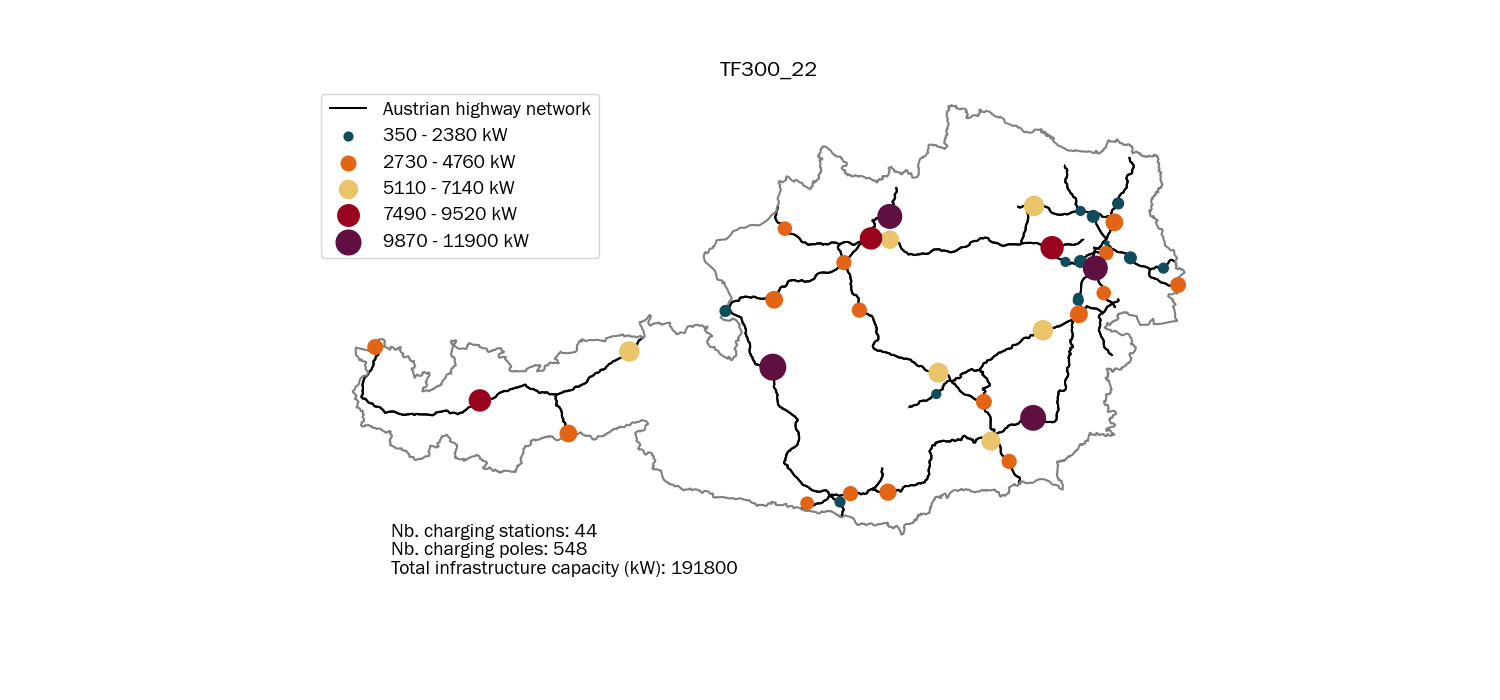 TF300_22
Austrian highway network
350 - 2380 kW
2730 - 4760 kW
5110 - 7140 kW
7490 - 9520 kW
9870 - 11900 kW
Nb. charging stations: 44
Nb. charging poles: 548
Total infrastructure capacity (kW): 191800